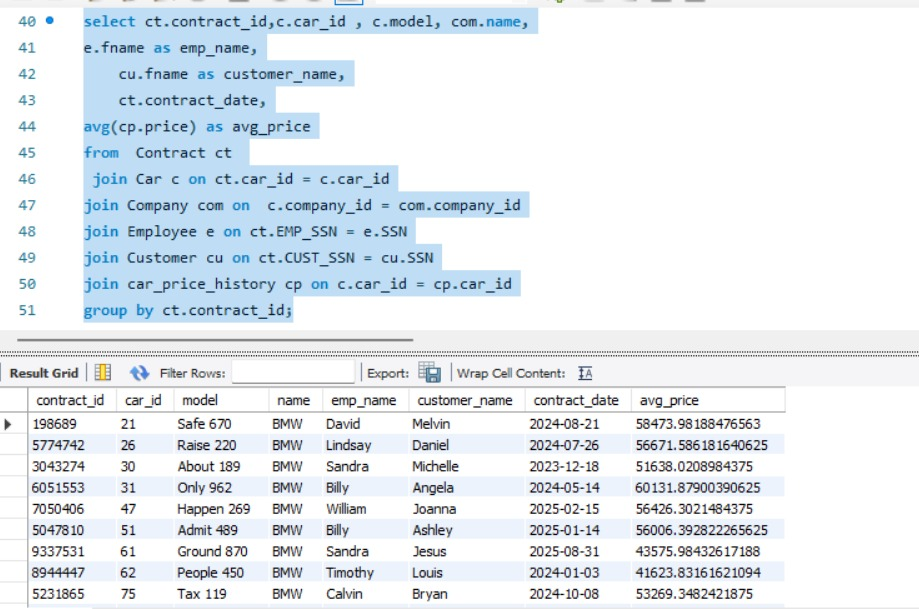 40 select ct.contract_id,c.car_id , c.model, com.name,
41 e.fname as emp_name,
42 cu.fname as customer_name,
43 ct.contract_date,
44 avg(cp.price) as avg_price
45 from Contract ct
46 join Car c on ct.car_id = c.car_id
47 join Company com on c.company_id = com.company_id
48 join Employee e on ct.EMP_SSN = e.SSN
49 join Customer cu on ct.CUST_SSN = cu.SSN
50 join car_price_history cp on c.car_id = cp.car_id
51 group by ct.contract_id;
Result Grid Filter Rows: Export: Wrap Cell Content: IA
contract_id car_id model name emp_name customer_name contract_date avg_price
198689 21 Safe 670 BMW David Melvin 2024-08-21 58473.98188476563
5774742 26 Raise 220 BMW Lindsay Daniel 2024-07-26 56671.586181640625
3043274 30 About 189 BMW Sandra Michelle 2023-12-18 51638.0208984375
6051553 31 Only 962 BMW Billy Angela 2024-05-14 60131.87900390625
7050406 47 Happen 269 BMW William Joanna 2025-02-15 56426.3021484375
5047810 51 Admit 489 BMW Billy Ashley 2025-01-14 56006.392822265625
9337531 61 Ground 870 BMW Sandra Jesus 2025-08-31 43575.98432617188
8944447 62 People 450 BMW Timothy Louis 2024-01-03 41623.83161621094
5231865 75 Tax 119 BMW Calvin Bryan 2024-10-08 53269.3482421875